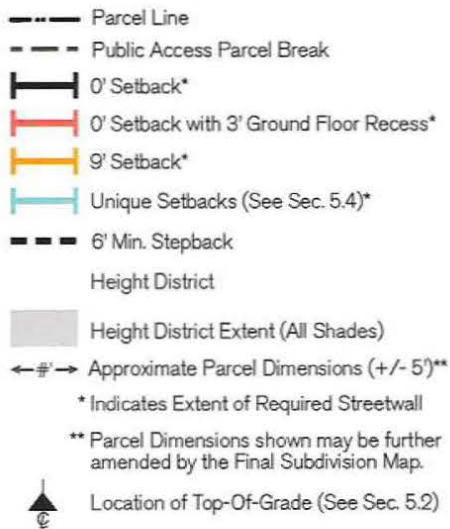 Parcel Line
Public Access Parcel Break
0' Setback*
0' Setback with 3' Ground Floor Recess*
9' Setback*
Unique Setbacks (See Sec. 5.4)*
6' Min. Stepback
Height District
Height District Extent (All Shades)
←#'→ Approximate Parcel Dimensions (+/- 5')**
* Indicates Extent of Required Streetwall
** Parcel Dimensions shown may be further
amended by the Final Subdivision Map.
Location of Top-Of-Grade (See Sec. 5.2)
℄